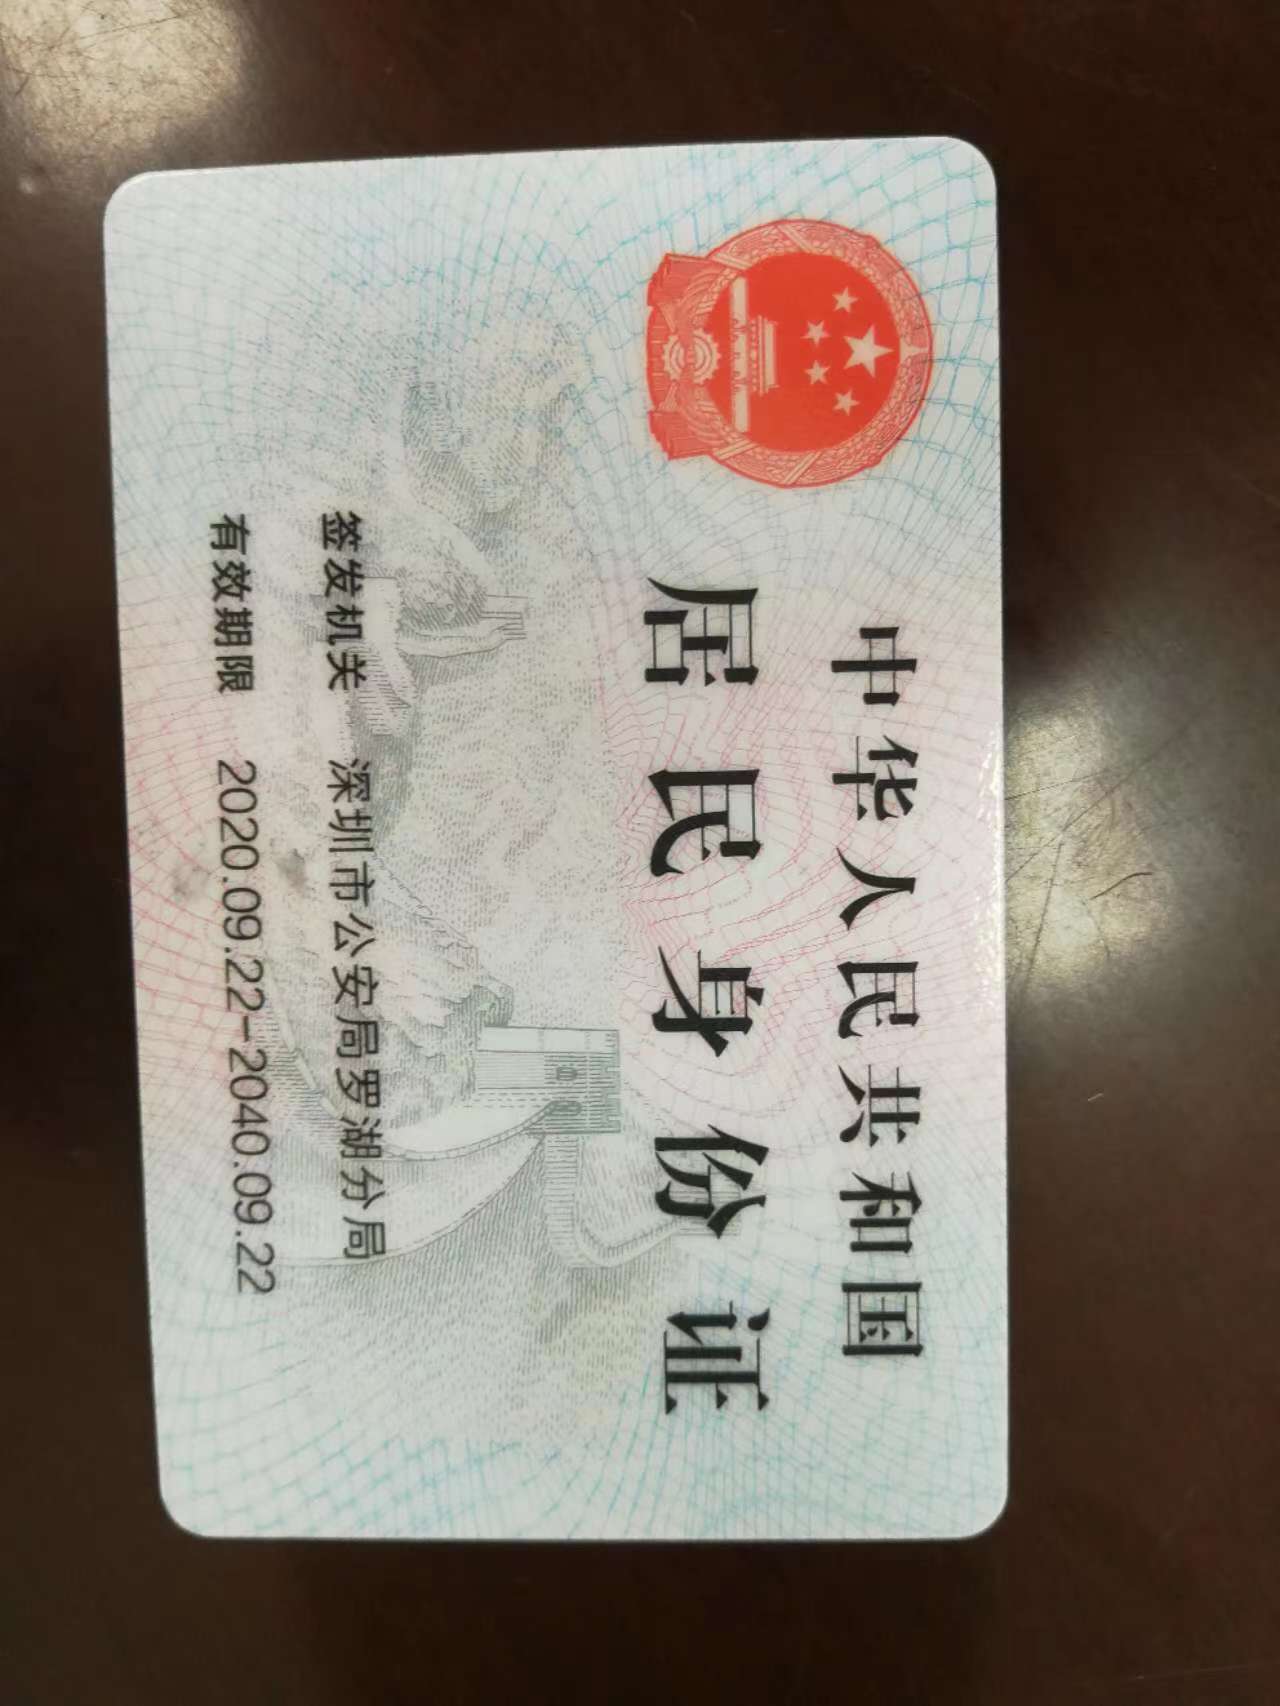 中华人民共和国
居民身份证
签发机关 深圳市公安局罗湖分局
有效期限 2020.09.22-2040.09.22